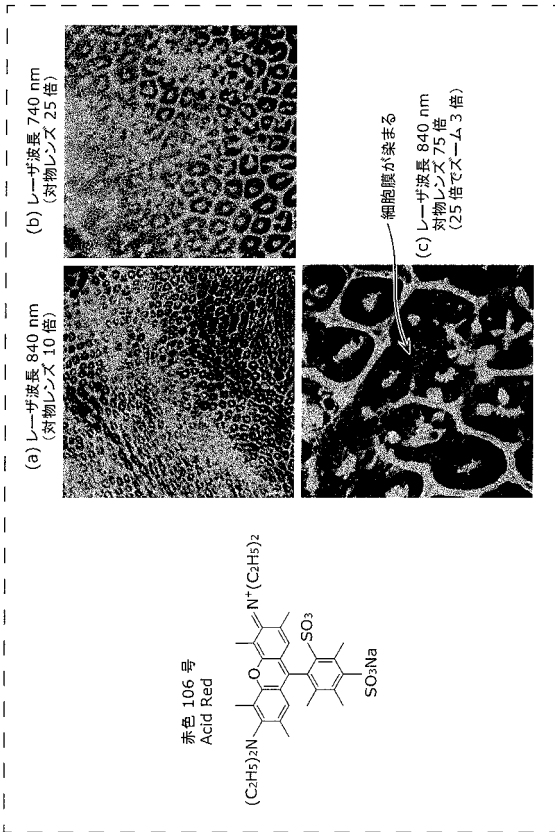 赤色 106 号
Acid Red
(C2H5)2N
O
N+(C2H5)2
SO3
SO3Na
(a) レーザ波長 840 nm
(対物レンズ 10 倍)
(b) レーザ波長 740 nm
(対物レンズ 25 倍)
細胞膜が染まる
(c) レーザ波長 840 nm
対物レンズ 75 倍
(25 倍でズーム 3 倍)